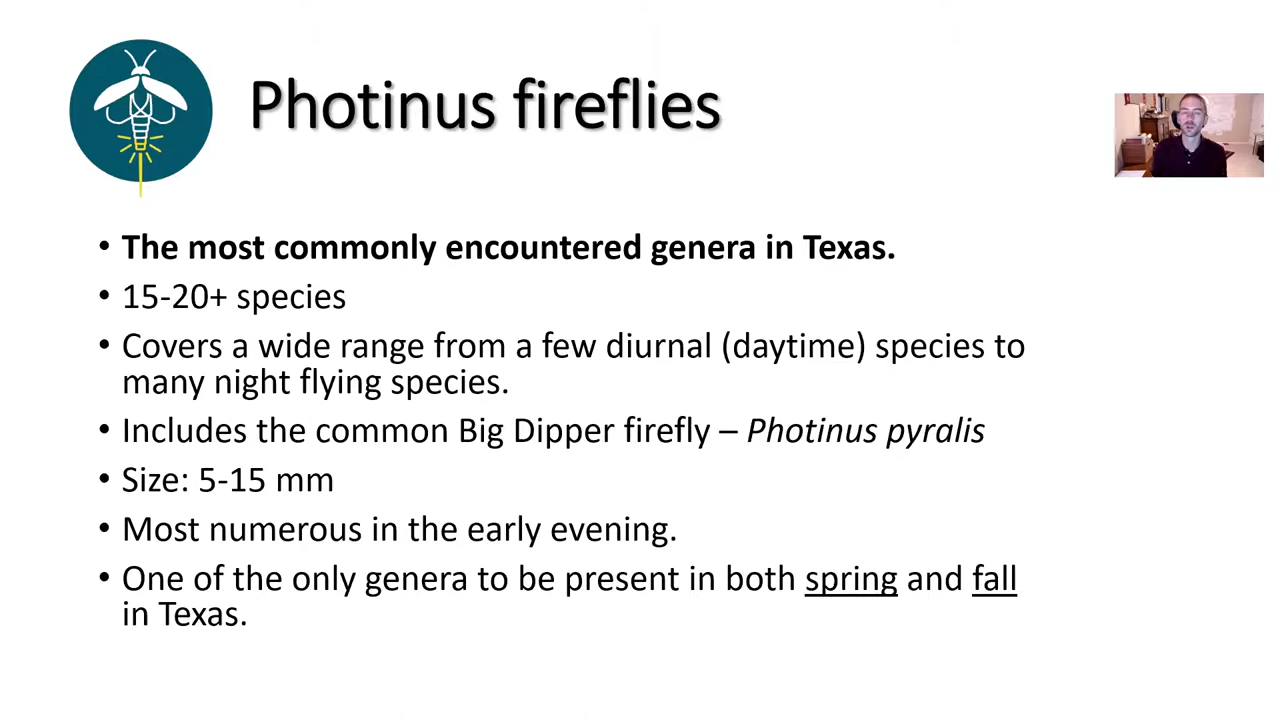 Photinus fireflies
• The most commonly encountered genera in Texas.
• 15-20+ species
• Covers a wide range from a few diurnal (daytime) species to
many night flying species.
• Includes the common Big Dipper firefly – Photinus pyralis
• Size: 5-15 mm
• Most numerous in the early evening.
• One of the only genera to be present in both spring and fall
in Texas.